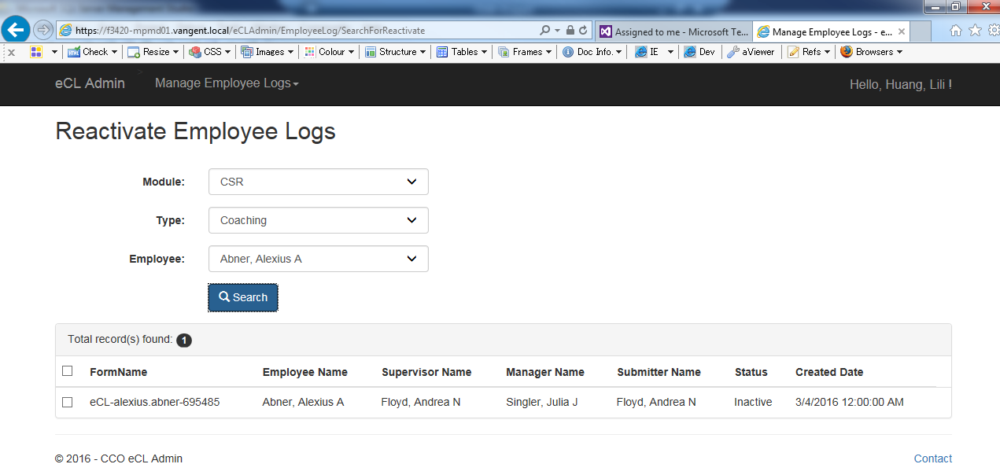 https://f3420-mpmd01.vangent.local/eCLAdmin/EmployeeLog/SearchForReactivate
Assigned to me - Microsoft Te...
Manage Employee Logs - e...
x Check Resize CSS Images Colour Structure Tables Frames Doc Info. IE Dev aViewer Refs Browsers
eCL Admin > Manage Employee Logs Hello, Huang, Lili !
Reactivate Employee Logs
Module: CSR
Type: Coaching
Employee: Abner, Alexius A
Search
Total record(s) found: 1
FormName Employee Name Supervisor Name Manager Name Submitter Name Status Created Date
eCL-alexius.abner-695485 Abner, Alexius A Floyd, Andrea N Singler, Julia J Floyd, Andrea N Inactive 3/4/2016 12:00:00 AM
© 2016 - CCO eCL Admin Contact